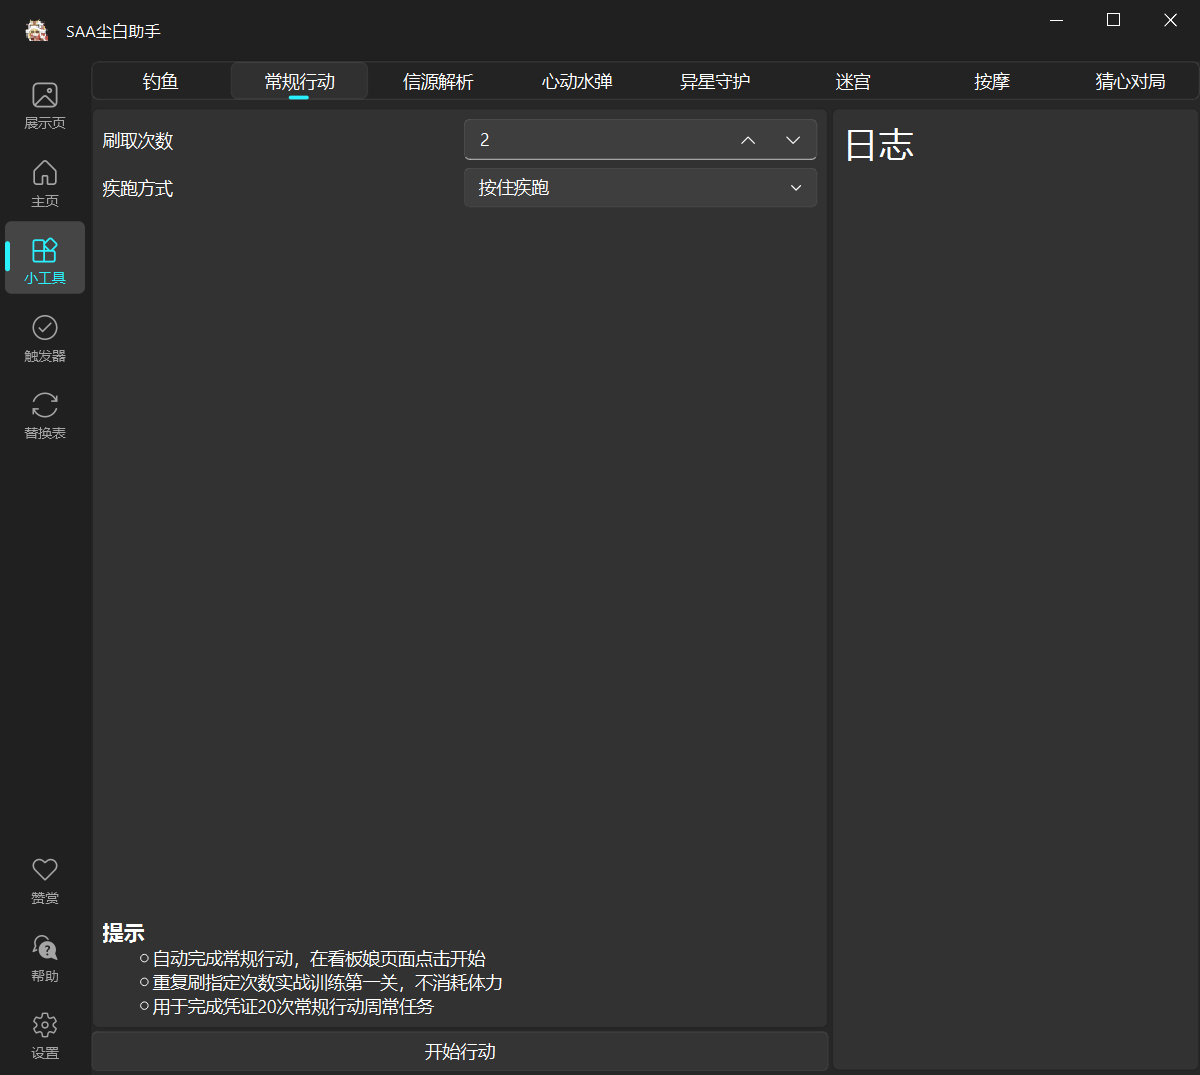 SAA尘白助手
展示页
主页
小工具
触发器
替换表
赞赏
帮助
设置
钓鱼
常规行动
信源解析
心动水弹
异星守护
迷宫
按摩
猜心对局
刷取次数
2
疾跑方式
按住疾跑
提示
自动完成常规行动，在看板娘页面点击开始
重复刷指定次数实战训练第一关，不消耗体力
用于完成凭证20次常规行动周常任务
开始行动
日志